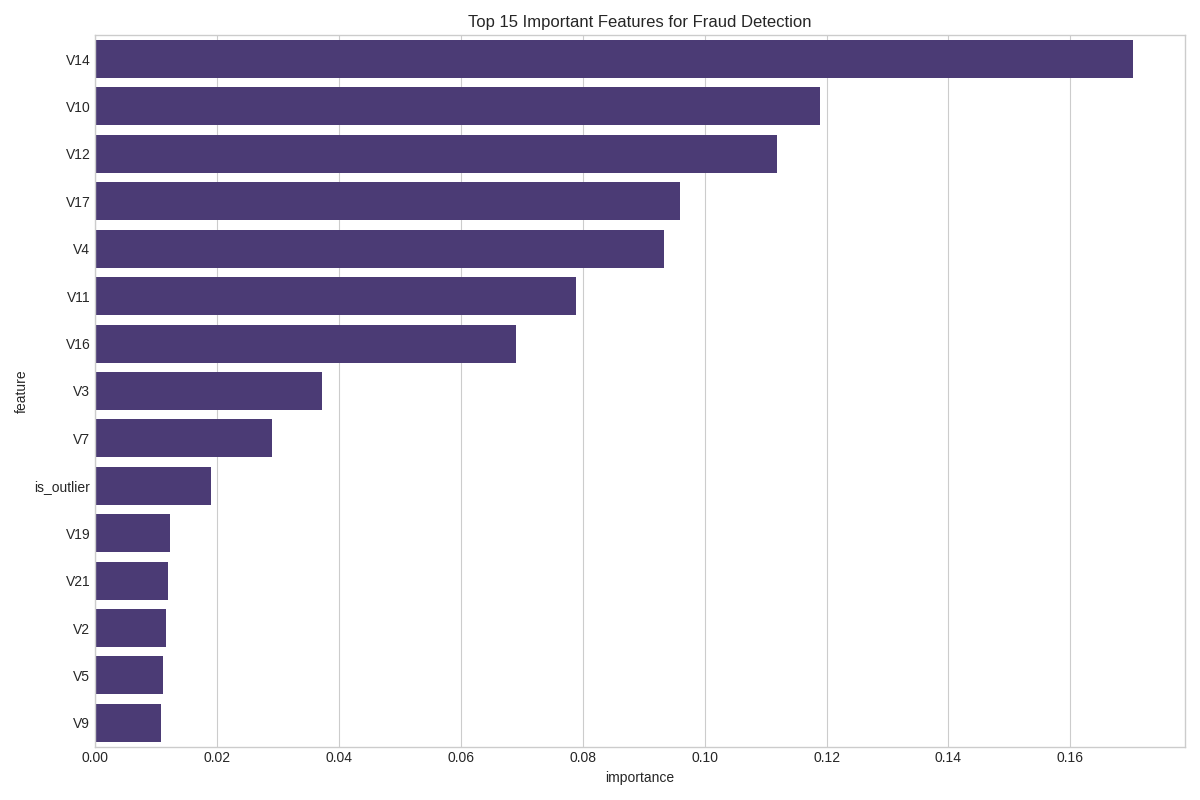 Top 15 Important Features for Fraud Detection
V14
V10
V12
V17
V4
V11
V16
V3
V7
is_outlier
V19
V21
V2
V5
V9
feature
0.00 0.02 0.04 0.06 0.08 0.10 0.12 0.14 0.16
importance